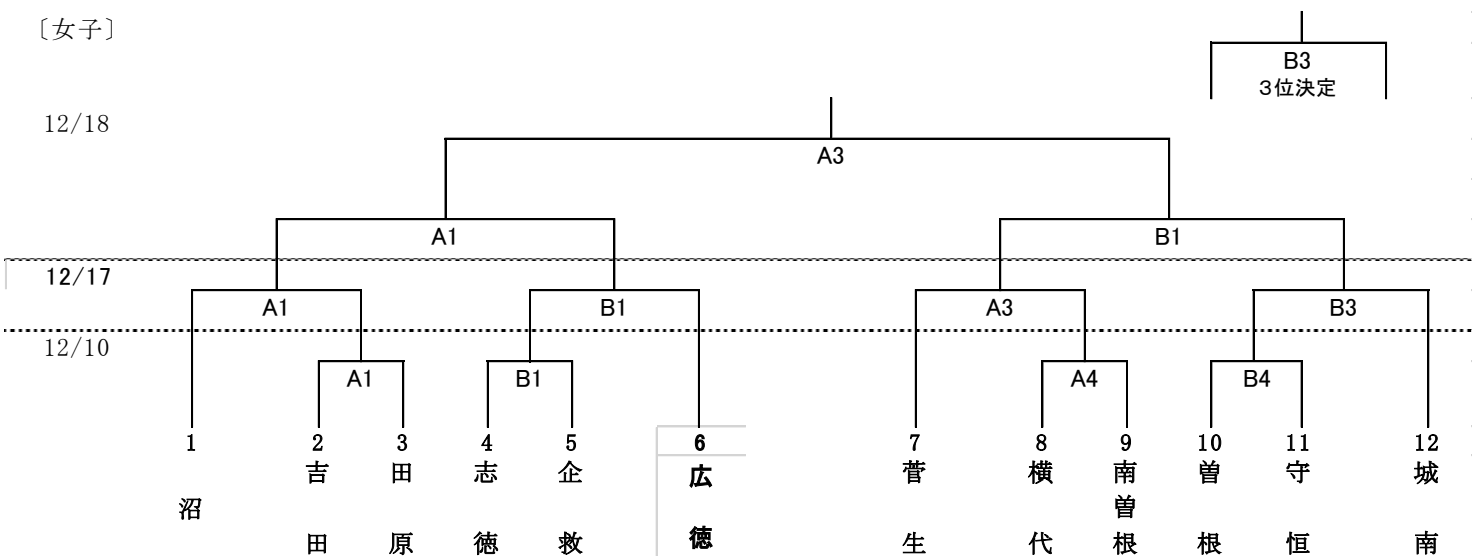 〔女子〕
B3
3位決定
12/18
A3
A1
B1
12/17
A1
B1
A3
B3
12/10
A1
B1
A4
B4
1
2
3
4
5
6
7
8
9
10
11
12
沼
吉田
田原
志徳
企救
広徳
菅生
横代
南曽根
曽根
守恒
城南